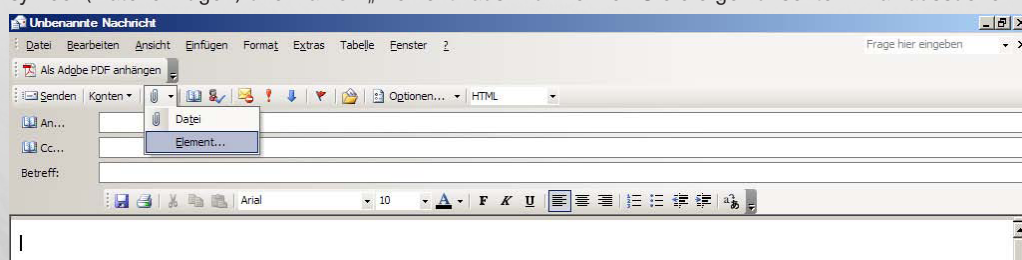 Unbenannte Nachricht
Datei Bearbeiten Ansicht Einfügen Format Extras Tabelle Fenster ?
Frage hier eingeben
Als Adobe PDF anhängen
Senden Konten Optionen... HTML
Datei
An...
Element...
Cc...
Betreff:
Arial 10 F K U